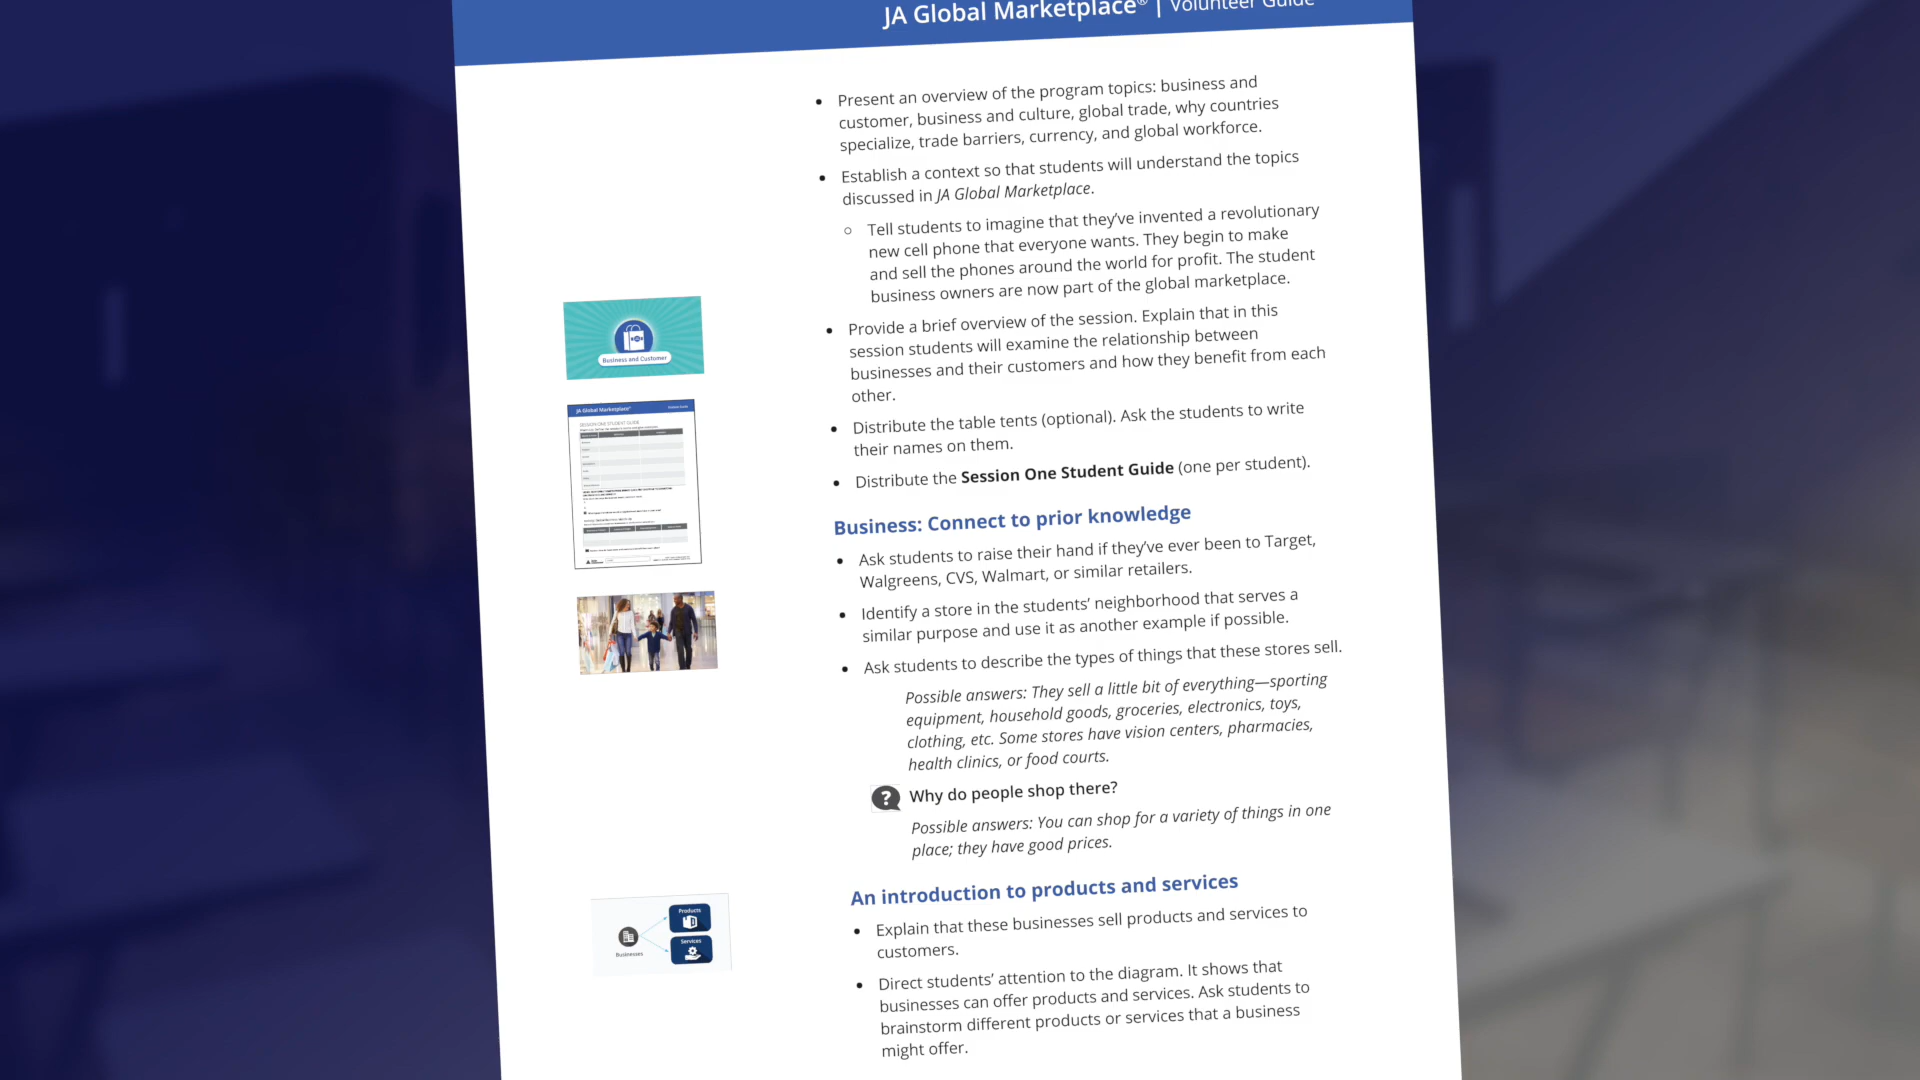 JA Global Marketplace® | Volunteer Guide
• Present an overview of the program topics: business and
customer, business and culture, global trade, why countries
specialize, trade barriers, currency, and global workforce.
• Establish a context so that students will understand the topics
discussed in JA Global Marketplace.
○ Tell students to imagine that they’ve invented a revolutionary
new cell phone that everyone wants. They begin to make
and sell the phones around the world for profit. The student
business owners are now part of the global marketplace.
Business and Customer
• Provide a brief overview of the session. Explain that in this
session students will examine the relationship between
businesses and their customers and how they benefit from each
other.
JA Global Marketplace®
SESSION ONE STUDENT GUIDE
• Distribute the table tents (optional). Ask the students to write
their names on them.
• Distribute the Session One Student Guide (one per student).
Business: Connect to prior knowledge
• Ask students to raise their hand if they’ve ever been to Target,
Walgreens, CVS, Walmart, or similar retailers.
• Identify a store in the students’ neighborhood that serves a
similar purpose and use it as another example if possible.
• Ask students to describe the types of things that these stores sell.
Possible answers: They sell a little bit of everything—sporting
equipment, household goods, groceries, electronics, toys,
clothing, etc. Some stores have vision centers, pharmacies,
health clinics, or food courts.
? Why do people shop there?
Possible answers: You can shop for a variety of things in one
place; they have good prices.
An introduction to products and services
Products
Services
Businesses
• Explain that these businesses sell products and services to
customers.
• Direct students’ attention to the diagram. It shows that
businesses can offer products and services. Ask students to
brainstorm different products or services that a business
might offer.